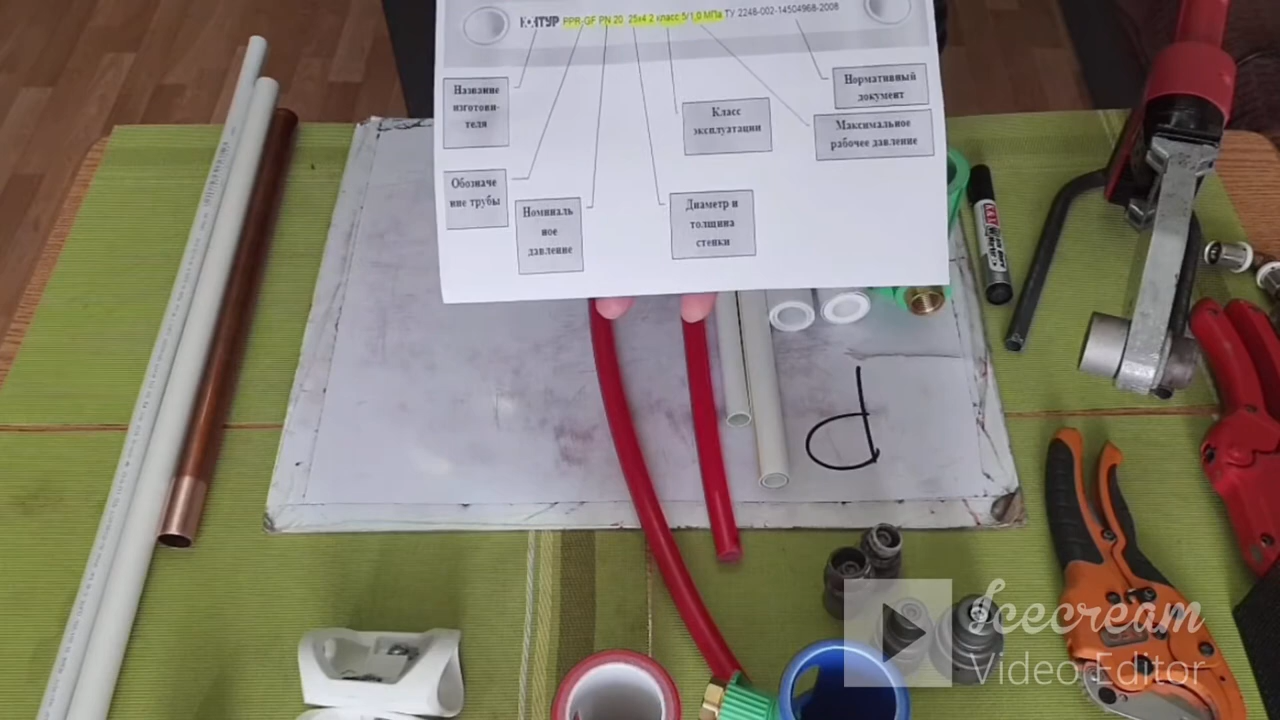 КОНТУР PPR-GF PN 20 25x4.2 класс 5/1,0 МПа ТУ 2248-002-14504968-2008
Название
изготови-
теля
Обозначе
ние трубы
Номиналь
ное
давление
Диаметр и
толщина
стенки
Класс
эксплуатации
Нормативный
документ
Максимальное
рабочее давление
d
Icecream
Video Editor